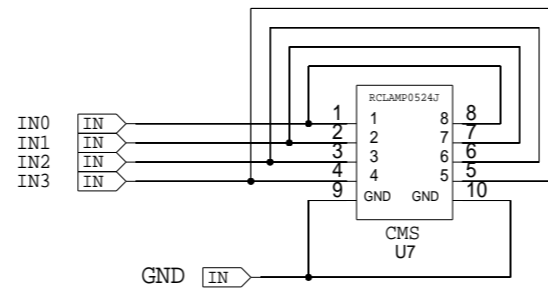 RCLAMP0524J
IN0 IN 1 1 8 8
IN1 IN 2 2 7 7
IN2 IN 3 3 6 6
IN3 IN 4 4 5 5
9 GND GND 10
CMS
U7
GND IN